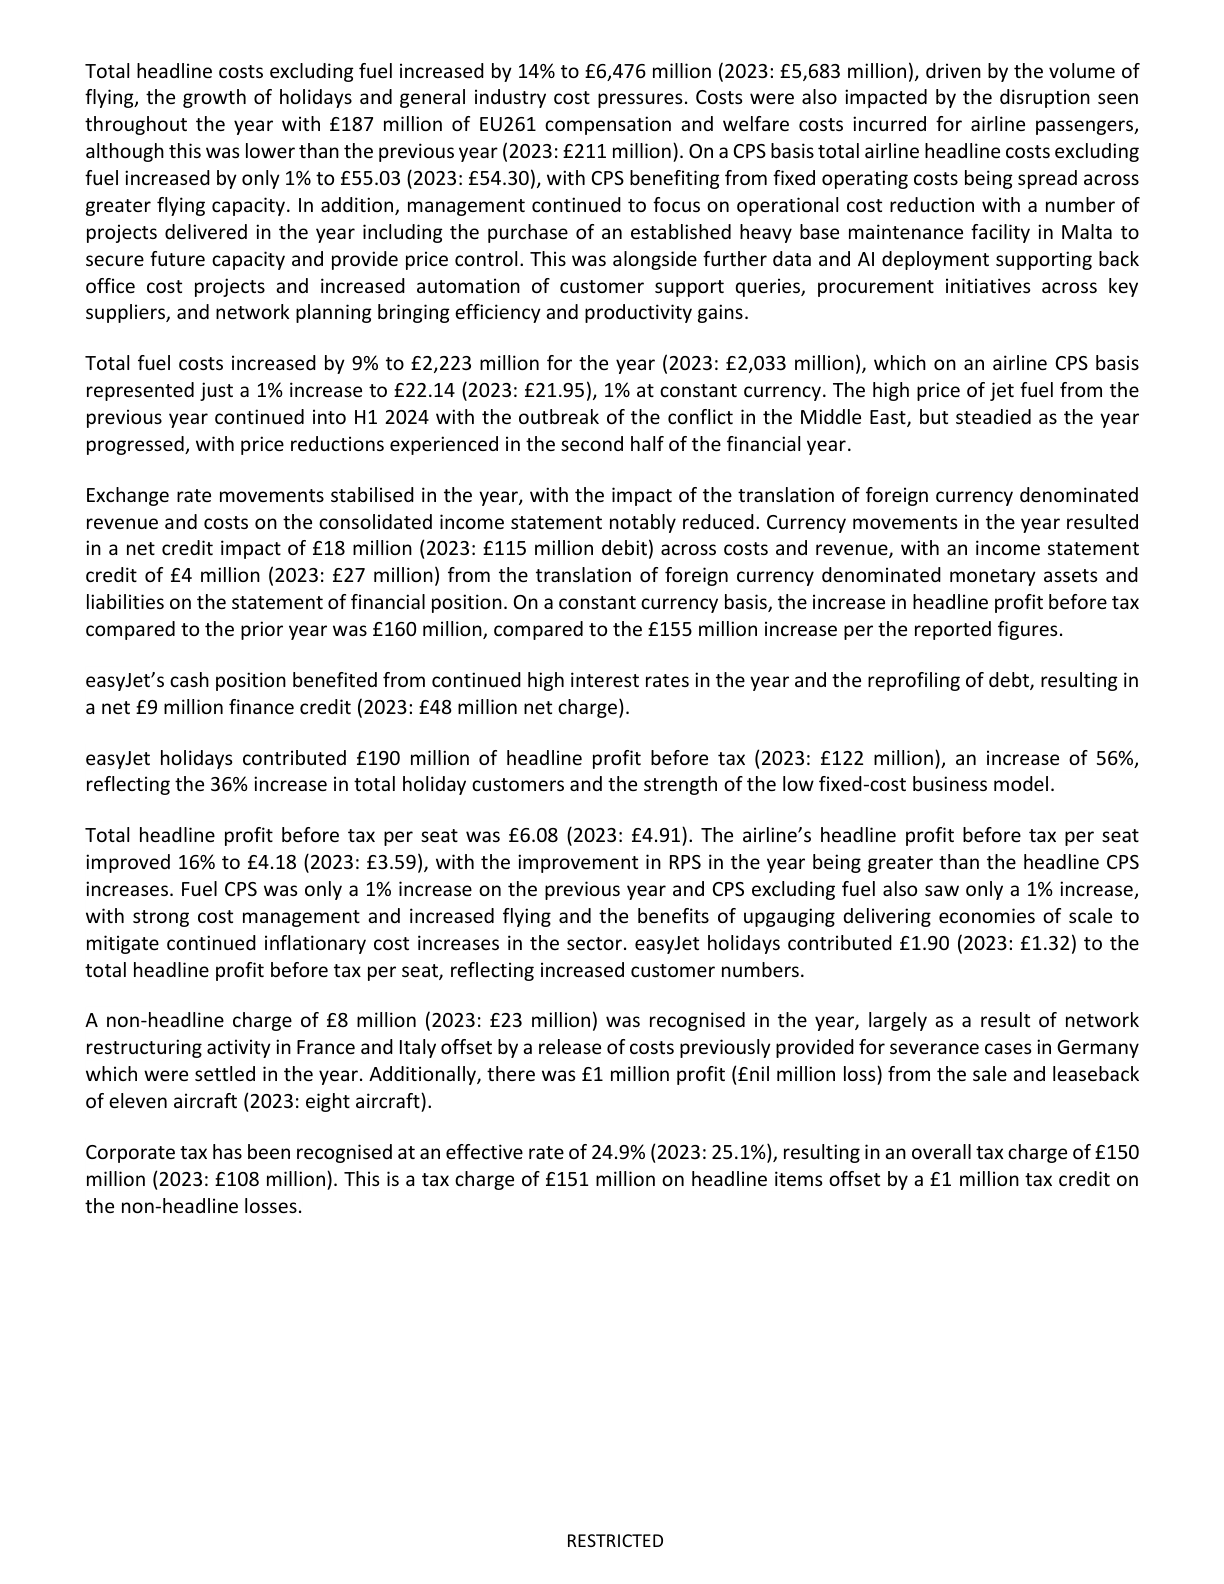 Total headline costs excluding fuel increased by 14% to £6,476 million (2023: £5,683 million), driven by the volume of
flying, the growth of holidays and general industry cost pressures. Costs were also impacted by the disruption seen
throughout the year with £187 million of EU261 compensation and welfare costs incurred for airline passengers,
although this was lower than the previous year (2023: £211 million). On a CPS basis total airline headline costs excluding
fuel increased by only 1% to £55.03 (2023: £54.30), with CPS benefiting from fixed operating costs being spread across
greater flying capacity. In addition, management continued to focus on operational cost reduction with a number of
projects delivered in the year including the purchase of an established heavy base maintenance facility in Malta to
secure future capacity and provide price control. This was alongside further data and AI deployment supporting back
office cost projects and increased automation of customer support queries, procurement initiatives across key
suppliers, and network planning bringing efficiency and productivity gains.
Total fuel costs increased by 9% to £2,223 million for the year (2023: £2,033 million), which on an airline CPS basis
represented just a 1% increase to £22.14 (2023: £21.95), 1% at constant currency. The high price of jet fuel from the
previous year continued into H1 2024 with the outbreak of the conflict in the Middle East, but steadied as the year
progressed, with price reductions experienced in the second half of the financial year.
Exchange rate movements stabilised in the year, with the impact of the translation of foreign currency denominated
revenue and costs on the consolidated income statement notably reduced. Currency movements in the year resulted
in a net credit impact of £18 million (2023: £115 million debit) across costs and revenue, with an income statement
credit of £4 million (2023: £27 million) from the translation of foreign currency denominated monetary assets and
liabilities on the statement of financial position. On a constant currency basis, the increase in headline profit before tax
compared to the prior year was £160 million, compared to the £155 million increase per the reported figures.
easyJet’s cash position benefited from continued high interest rates in the year and the reprofiling of debt, resulting in
a net £9 million finance credit (2023: £48 million net charge).
easyJet holidays contributed £190 million of headline profit before tax (2023: £122 million), an increase of 56%,
reflecting the 36% increase in total holiday customers and the strength of the low fixed-cost business model.
Total headline profit before tax per seat was £6.08 (2023: £4.91). The airline’s headline profit before tax per seat
improved 16% to £4.18 (2023: £3.59), with the improvement in RPS in the year being greater than the headline CPS
increases. Fuel CPS was only a 1% increase on the previous year and CPS excluding fuel also saw only a 1% increase,
with strong cost management and increased flying and the benefits of upgauging delivering economies of scale to
mitigate continued inflationary cost increases in the sector. easyJet holidays contributed £1.90 (2023: £1.32) to the
total headline profit before tax per seat, reflecting increased customer numbers.
A non-headline charge of £8 million (2023: £23 million) was recognised in the year, largely as a result of network
restructuring activity in France and Italy offset by a release of costs previously provided for severance cases in Germany
which were settled in the year. Additionally, there was £1 million profit (£nil million loss) from the sale and leaseback
of eleven aircraft (2023: eight aircraft).
Corporate tax has been recognised at an effective rate of 24.9% (2023: 25.1%), resulting in an overall tax charge of £150
million (2023: £108 million). This is a tax charge of £151 million on headline items offset by a £1 million tax credit on
the non-headline losses.
RESTRICTED